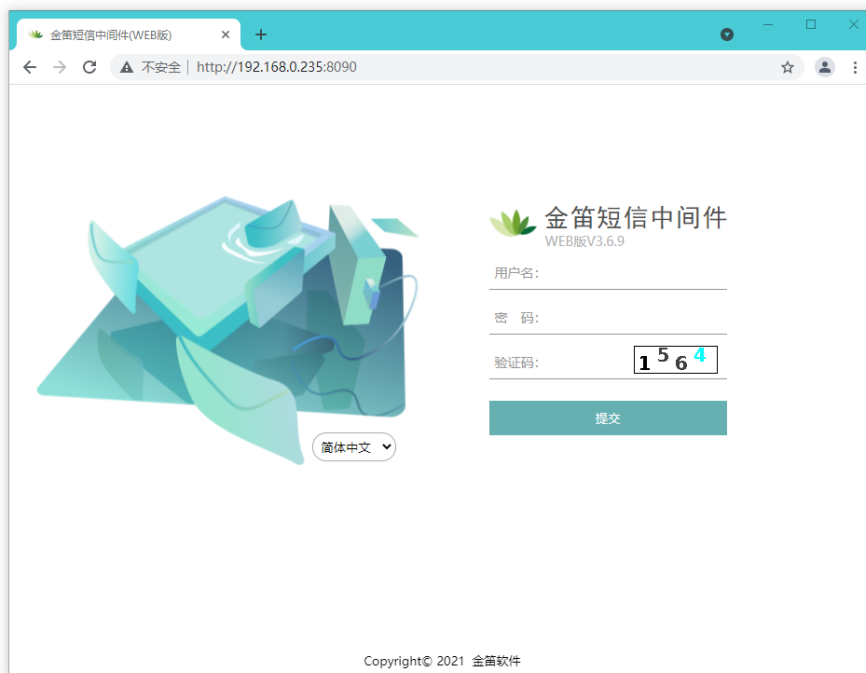 金笛短信中间件(WEB版)
不安全 | http://192.168.0.235:8090
金笛短信中间件
WEB版V3.6.9
用户名:
密 码:
验证码: 1564
提交
简体中文
Copyright© 2021 金笛软件